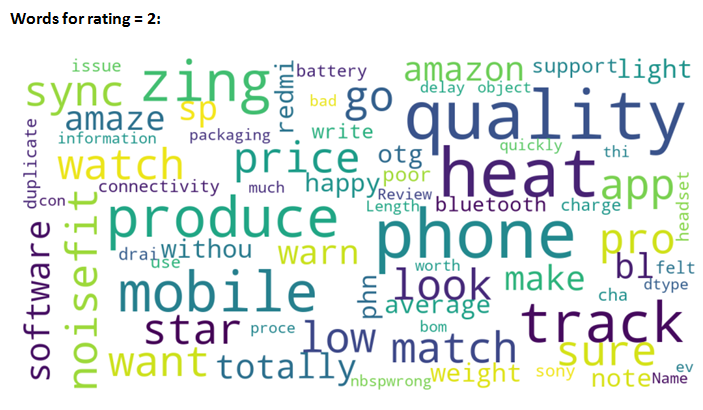 Words for rating = 2:
issue
sync
zing
redmi
battery
amazon
support
light
delay
object
bad
go
quality
amaze
sp
information
packaging
write
duplicate
watch
price
otg
quickly
thi
heat
app
con
connectivity
much
happy
poor
Review
Length
bluetooth
charge
headset
noisefit
produce
phone
pro
software
drai
withou
use
warn
look
worth
make
bl
felt
dtype
mobile
phn
average
cha
star
proce
low
bom
match
track
want
totally
nbspwrong
weight
sony
sure
note
Name
ev